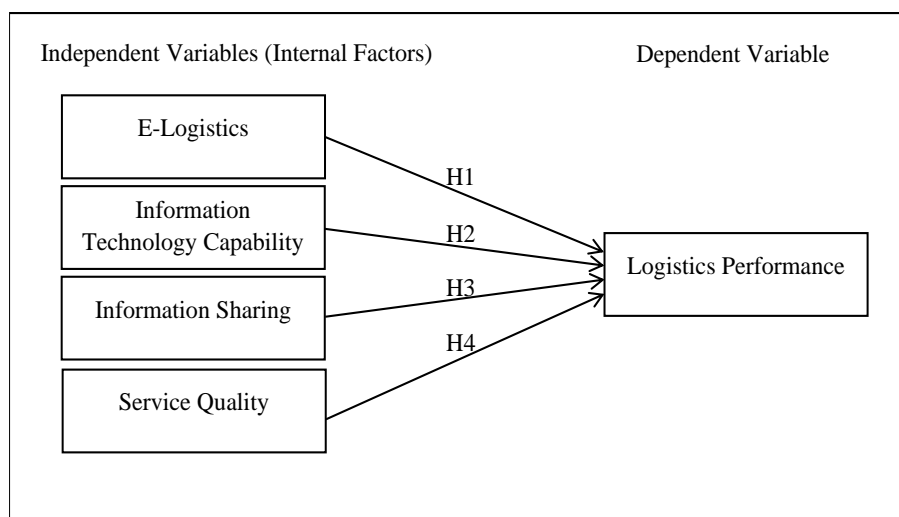 Independent Variables (Internal Factors)
Dependent Variable
E-Logistics
H1
Information
Technology Capability
H2
Logistics Performance
Information Sharing
H3
H4
Service Quality